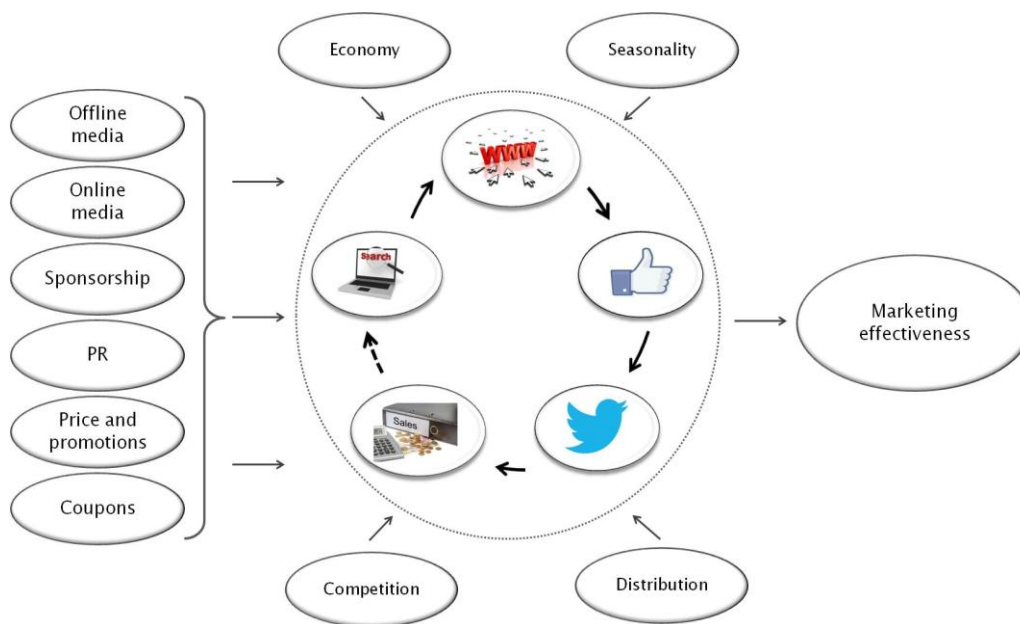 Economy
Seasonality
Offline
media
Online
media
Sponsorship
PR
Price and
promotions
Coupons
WWW
Search
Sales
Marketing
effectiveness
Competition
Distribution